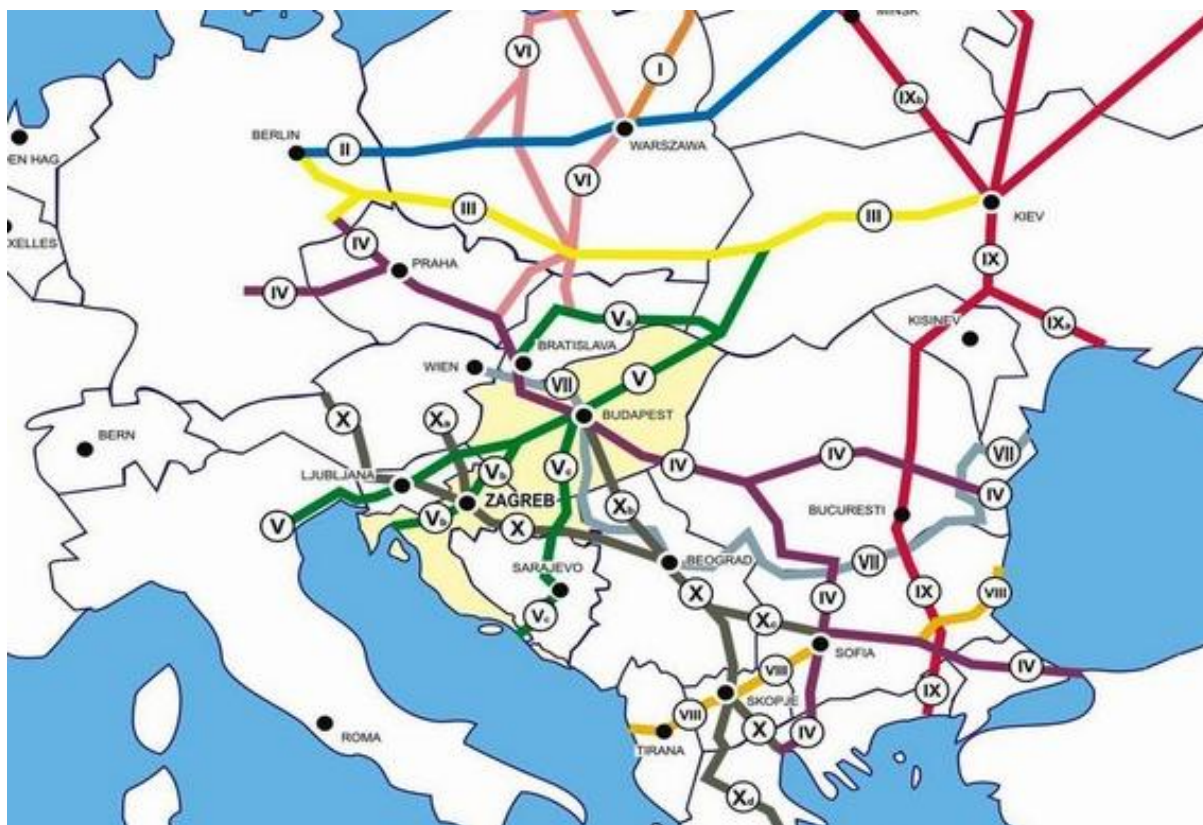 MINSK
VI
I
IXb
BERLIN
II
WARSZAWA
DEN HAG
VI
III
III
KIEV
XELLES
IV
PRAHA
IX
IV
KISINEV
IXa
Va
BRATISLAVA
WIEN
VII
V
X
Xa
BUDAPEST
BERN
VII
IV
IV
LJUBLJANA
Vb
Vc
IV
ZAGREB
Xb
BUCURESTI
V
Vb
X
BEOGRAD
VII
SARAJEVO
X
IV
IX
VIII
Vc
Xc
SOFIA
VIII
IV
SKOPJE
IX
VIII
ROMA
TIRANA
X
IV
Xd